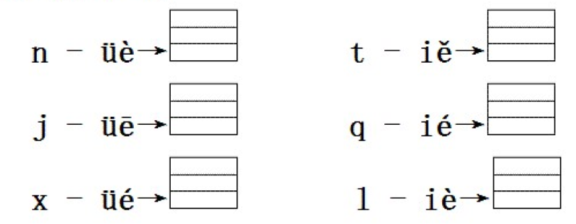 n - üè→ t - iě→
j - üē→ q - ié→
x - üé→ l - iè→